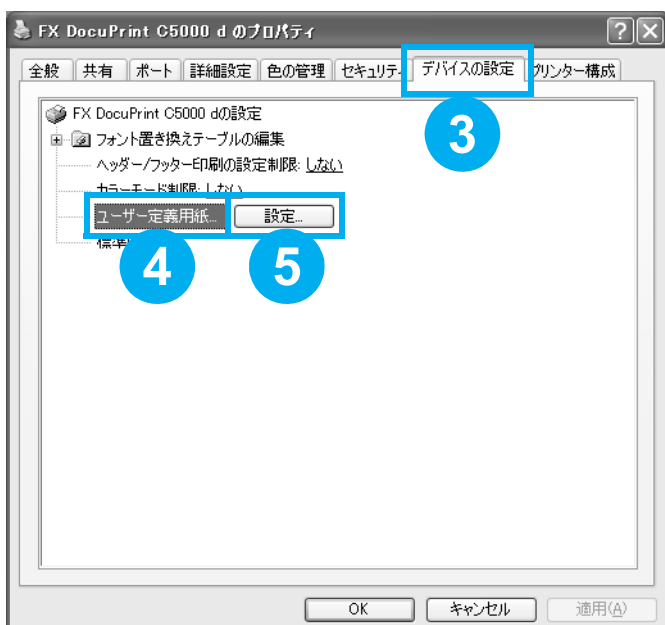 FX DocuPrint C5000 d のプロパティ
全般 共有 ポート 詳細設定 色の管理 セキュリティ デバイスの設定 プリンター構成
3
FX DocuPrint C5000 dの設定
フォント置き換えテーブルの編集
ヘッダー/フッター印刷の設定制限: しない
カラーモード制限: しない
ユーザー定義用紙... 設定...
4 5
OK キャンセル 適用(A)